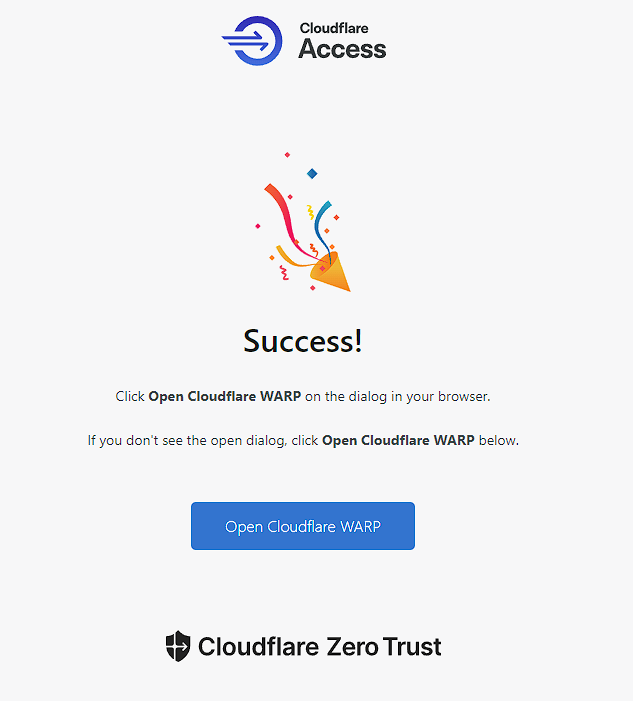 Cloudflare
Access
Success!
Click Open Cloudflare WARP on the dialog in your browser.
If you don't see the open dialog, click Open Cloudflare WARP below.
Open Cloudflare WARP
Cloudflare Zero Trust